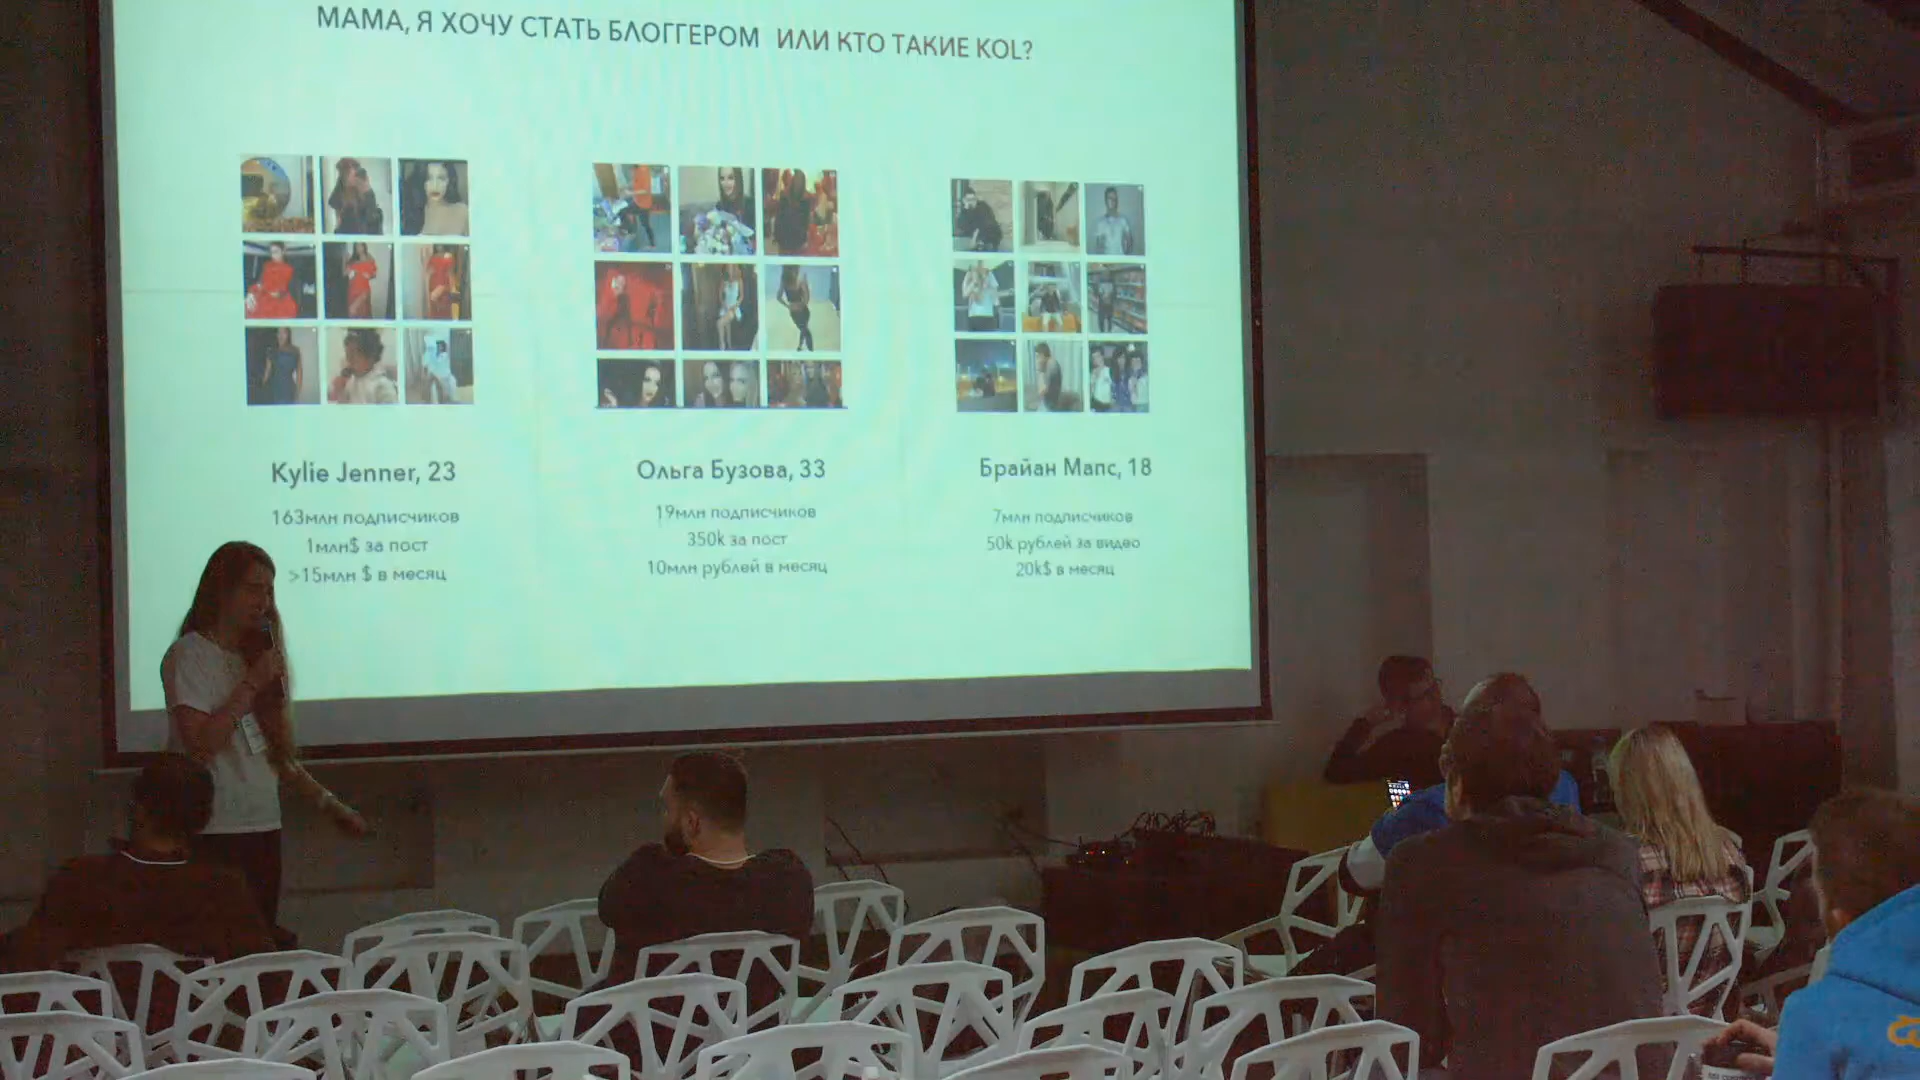 МАМА, Я ХОЧУ СТАТЬ БЛОГГЕРОМ ИЛИ КТО ТАКИЕ KOL?
Kylie Jenner, 23
163млн подписчиков
1млн$ за пост
>15млн $ в месяц
Ольга Бузова, 33
19млн подписчиков
350k за пост
10млн рублей в месяц
Брайан Мапс, 18
7млн подписчиков
50k рублей за видео
20k$ в месяц